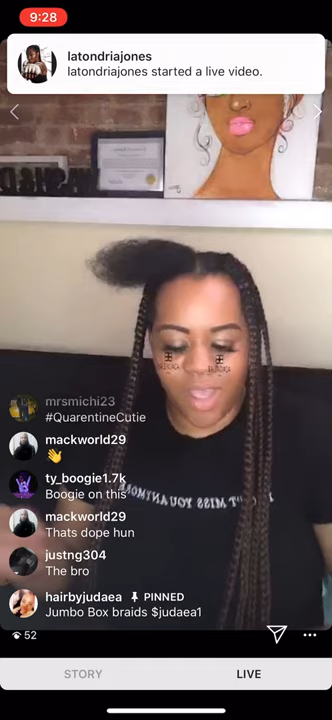 9:28
latondriajones
latondriajones started a live video.
mrsmichi23
#QuarentineCutie
mackworld29
👋
ty_boogie1.7k
Boogie on this
mackworld29
Thats dope hun
justng304
The bro
hairbyjudaea PINNED
Jumbo Box braids $judaea1
52
STORY
LIVE